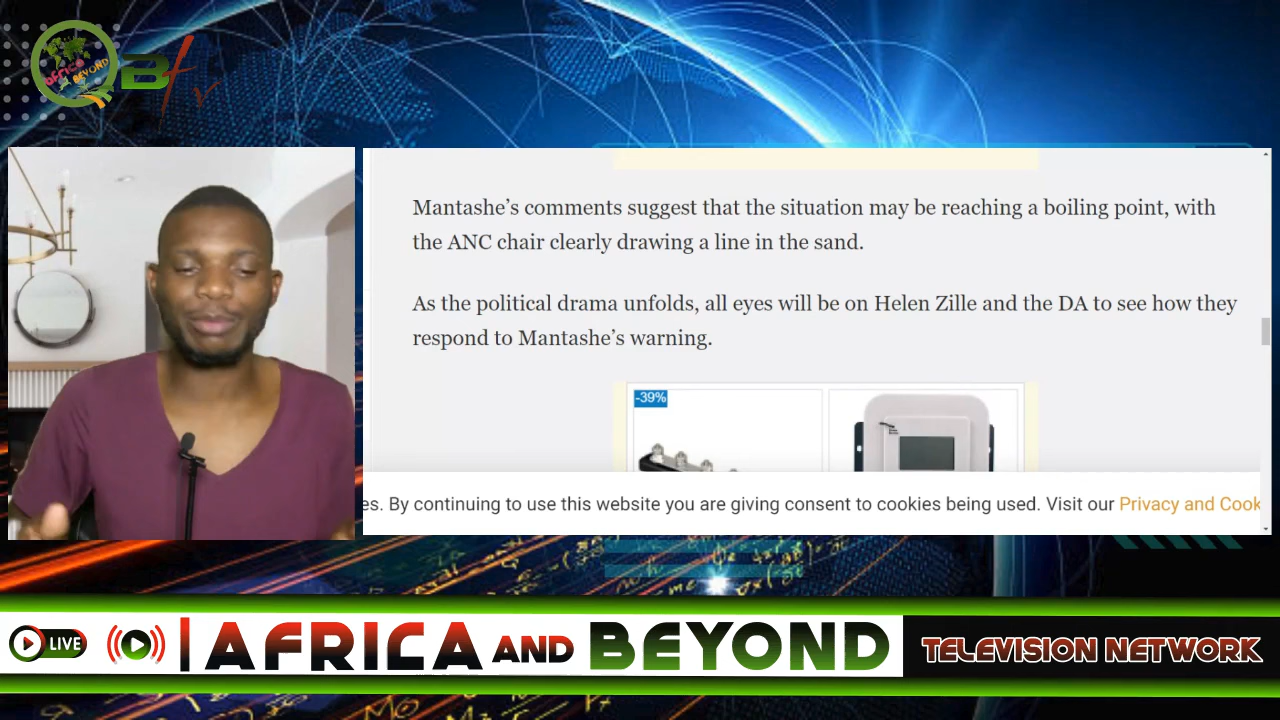 AFRICA
BEYOND
Btv
Mantashe’s comments suggest that the situation may be reaching a boiling point, with
the ANC chair clearly drawing a line in the sand.
As the political drama unfolds, all eyes will be on Helen Zille and the DA to see how they
respond to Mantashe’s warning.
-39%
es. By continuing to use this website you are giving consent to cookies being used. Visit our Privacy and Cook
LIVE
AFRICA AND BEYOND
TELEVISION NETWORK